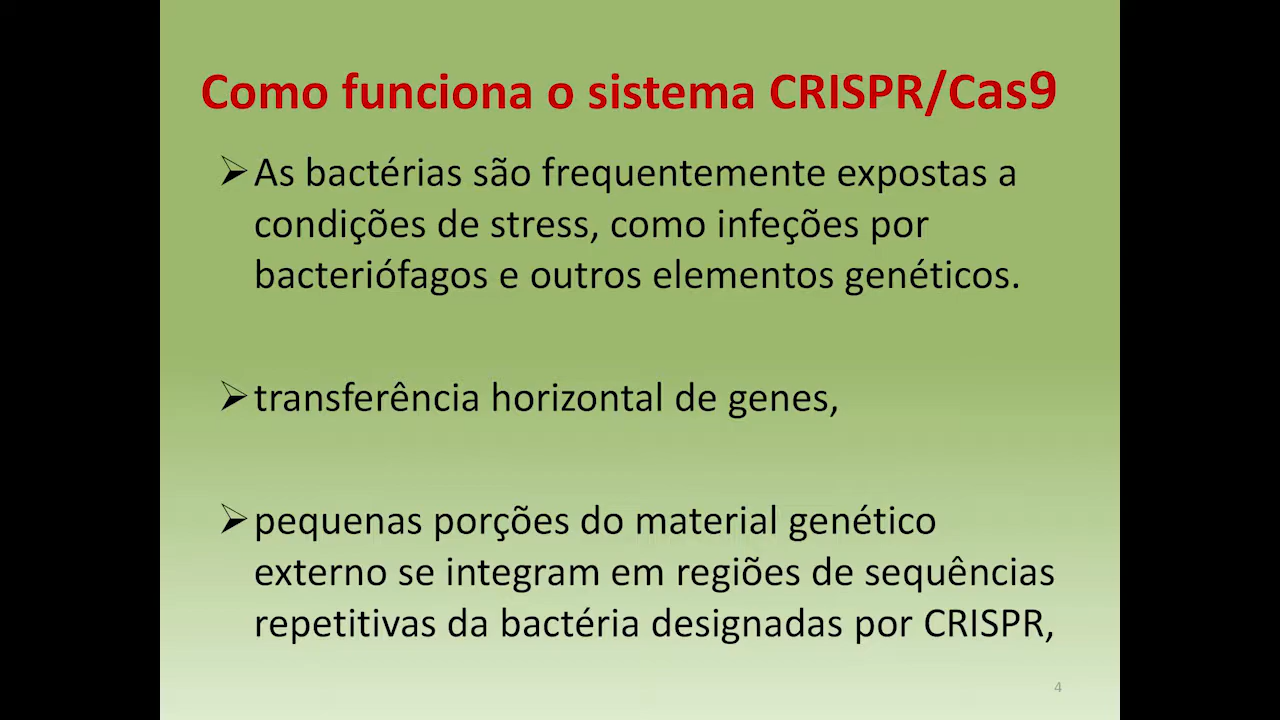 Como funciona o sistema CRISPR/Cas9
➢As bactérias são frequentemente expostas a
condições de stress, como infeções por
bacteriófagos e outros elementos genéticos.
➢transferência horizontal de genes,
➢pequenas porções do material genético
externo se integram em regiões de sequências
repetitivas da bactéria designadas por CRISPR,
4